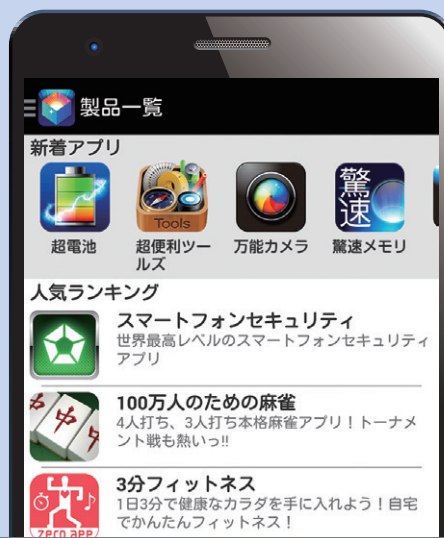 製品一覧
新着アプリ
驚速
Tools
超電池
超便利ツー
ルズ
万能カメラ
驚速メモリ
人気ランキング
スマートフォンセキュリティ
世界最高レベルのスマートフォンセキュリティ
アプリ
中 中 中
100万人のための麻雀
4人打ち、3人打ち本格麻雀アプリ！トーナメ
ント戦も熱いっ!!
3分フィットネス
1日3分で健康なカラダを手に入れよう！自宅
でかんたんフィットネス！
zero app